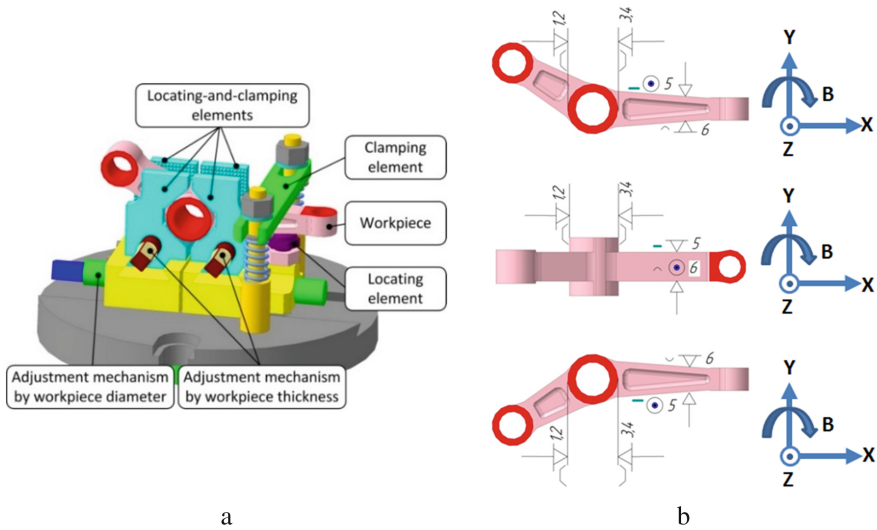 Locating-and-clamping
elements
Clamping
element
Workpiece
Locating
element
Adjustment mechanism
by workpiece diameter
Adjustment mechanism
by workpiece thickness
a
1,2
3,4
5
6
Y
B
X
Z
1,2
3,4
5
6
Y
B
X
Z
6
5
1,2
3,4
Y
B
X
Z
b